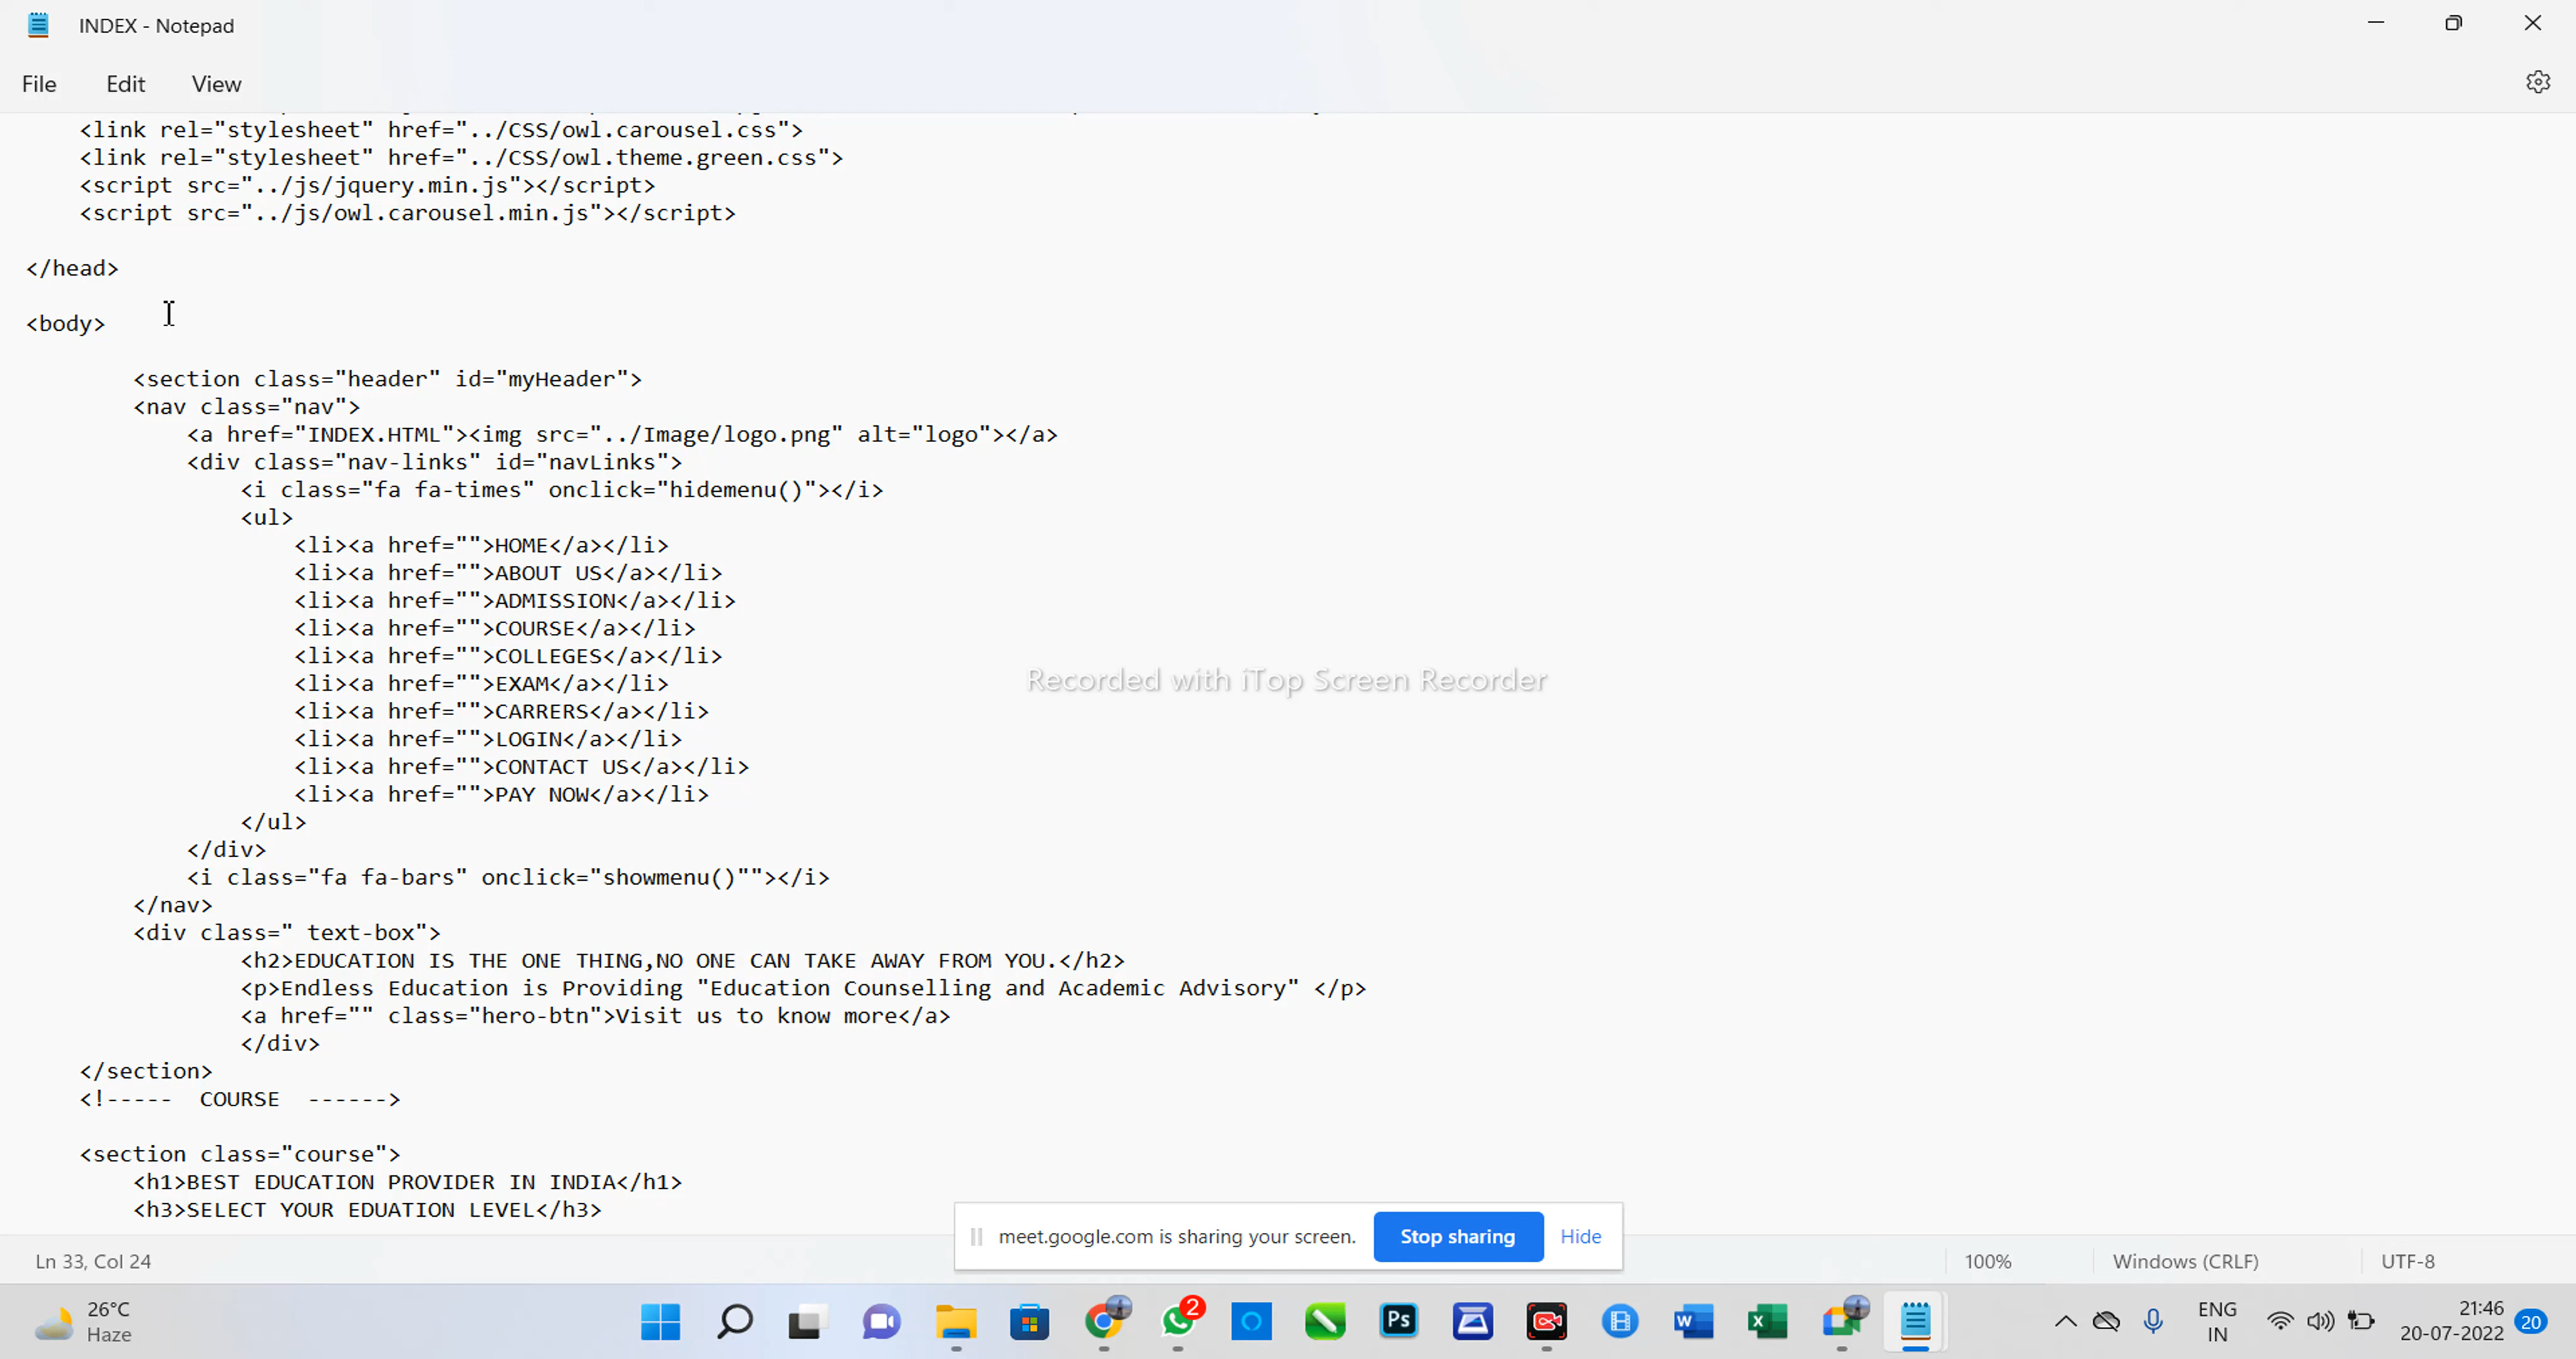 INDEX - Notepad
File Edit View
<link rel="stylesheet" href="../CSS/owl.carousel.css">
<link rel="stylesheet" href="../CSS/owl.theme.green.css">
<script src="../js/jquery.min.js"></script>
<script src="../js/owl.carousel.min.js"></script>
</head>
<body>
<section class="header" id="myHeader">
<nav class="nav">
<a href="INDEX.HTML"><img src="../Image/logo.png" alt="logo"></a>
<div class="nav-links" id="navLinks">
<i class="fa fa-times" onclick="hidemenu()"></i>
<ul>
<li><a href="">HOME</a></li>
<li><a href="">ABOUT US</a></li>
<li><a href="">ADMISSION</a></li>
<li><a href="">COURSE</a></li>
<li><a href="">COLLEGES</a></li>
<li><a href="">EXAM</a></li>
<li><a href="">CARRERS</a></li>
<li><a href="">LOGIN</a></li>
<li><a href="">CONTACT US</a></li>
<li><a href="">PAY NOW</a></li>
</ul>
</div>
<i class="fa fa-bars" onclick="showmenu()""></i>
</nav>
<div class=" text-box">
<h2>EDUCATION IS THE ONE THING,NO ONE CAN TAKE AWAY FROM YOU.</h2>
<p>Endless Education is Providing "Education Counselling and Academic Advisory" </p>
<a href="" class="hero-btn">Visit us to know more</a>
</div>
</section>
<!-----  COURSE  ------>
<section class="course">
<h1>BEST EDUCATION PROVIDER IN INDIA</h1>
<h3>SELECT YOUR EDUATION LEVEL</h3>
Recorded with iTop Screen Recorder
meet.google.com is sharing your screen. Stop sharing Hide
Ln 33, Col 24 100% Windows (CRLF) UTF-8
26°C
Haze
2
Ps
W
X
ENG
IN
21:46
20-07-2022
20